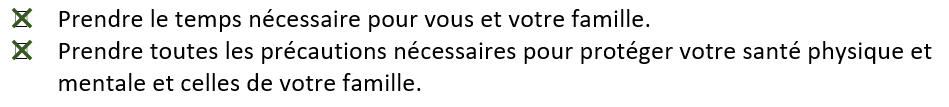 Prendre le temps nécessaire pour vous et votre famille.
Prendre toutes les précautions nécessaires pour protéger votre santé physique et
mentale et celles de votre famille.